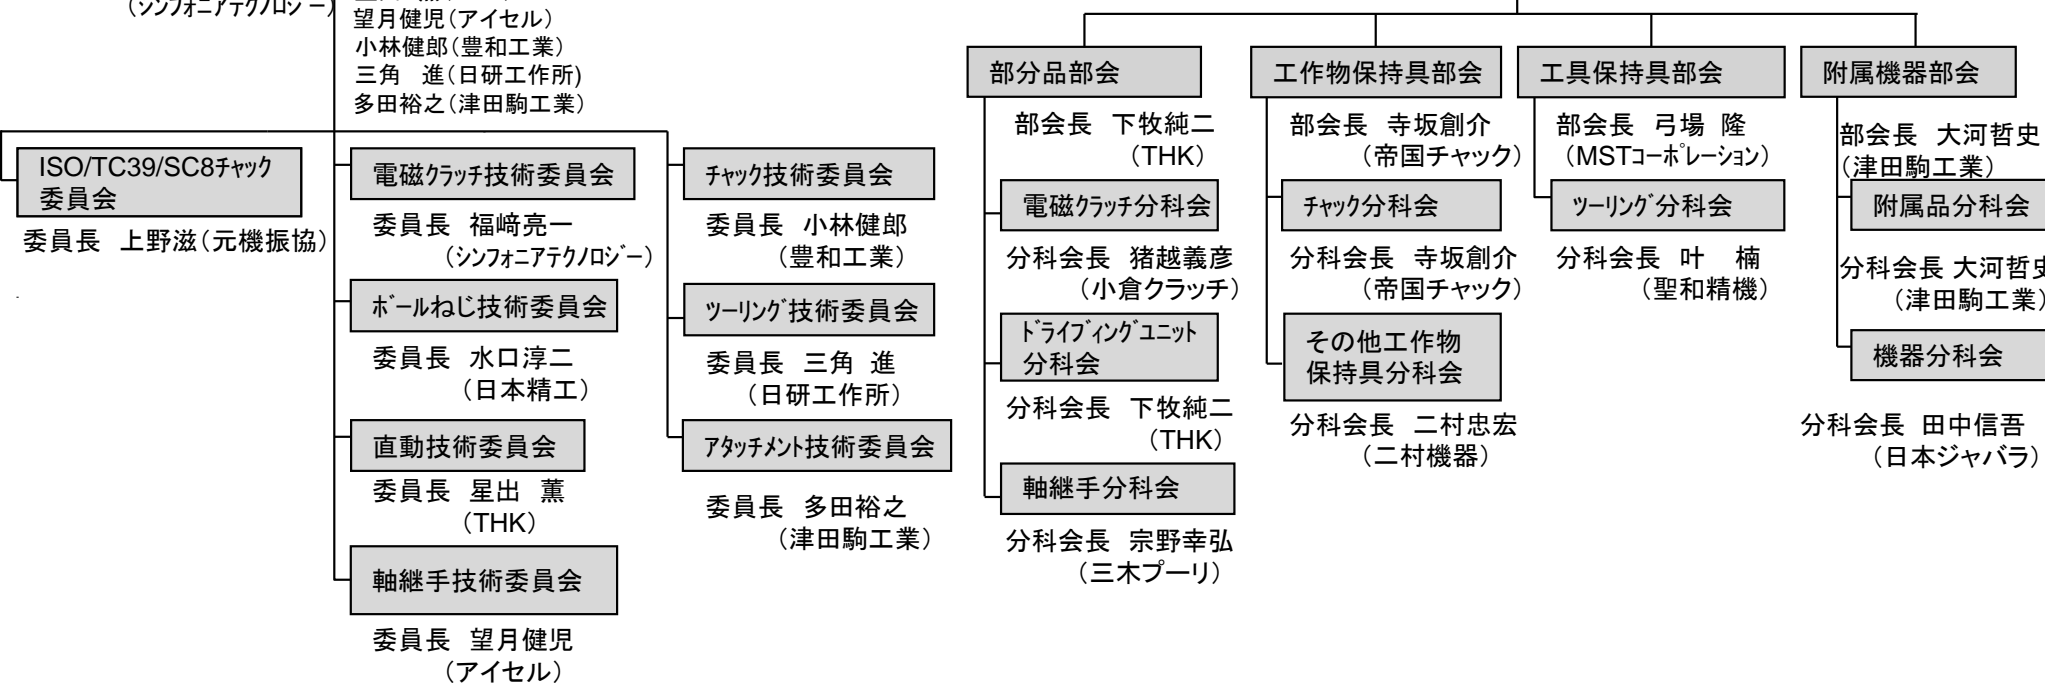 （シンフォニアテクノロジー）
望月健児（アイセル）
小林健郎（豊和工業）
三角　進（日研工作所）
多田裕之（津田駒工業）
ISO/TC39/SC8チャック
委員会
委員長　上野滋（元機振協）
電磁クラッチ技術委員会
委員長　福﨑亮一
（シンフォニアテクノロジー）
ボールねじ技術委員会
委員長　水口淳二
（日本精工）
直動技術委員会
委員長　星出　薫
（THK）
軸継手技術委員会
委員長　望月健児
（アイセル）
チャック技術委員会
委員長　小林健郎
（豊和工業）
ツーリング技術委員会
委員長　三角　進
（日研工作所）
アタッチメント技術委員会
委員長　多田裕之
（津田駒工業）
部分品部会
部会長　下牧純二
（THK）
電磁クラッチ分科会
分科会長　猪越義彦
（小倉クラッチ）
ドライブィングユニット
分科会
分科会長　下牧純二
（THK）
軸継手分科会
分科会長　宗野幸弘
（三木プーリ）
工作物保持具部会
部会長　寺坂創介
（帝国チャック）
チャック分科会
分科会長　寺坂創介
（帝国チャック）
その他工作物
保持具分科会
分科会長　二村忠宏
（二村機器）
工具保持具部会
部会長　弓場　隆
（MSTコーポレーション）
ツーリング分科会
分科会長　叶　楠
（聖和精機）
附属機器部会
部会長　大河哲史
（津田駒工業）
附属品分科会
分科会長 大河哲史
（津田駒工業）
機器分科会
分科会長　田中信吾
（日本ジャバラ）